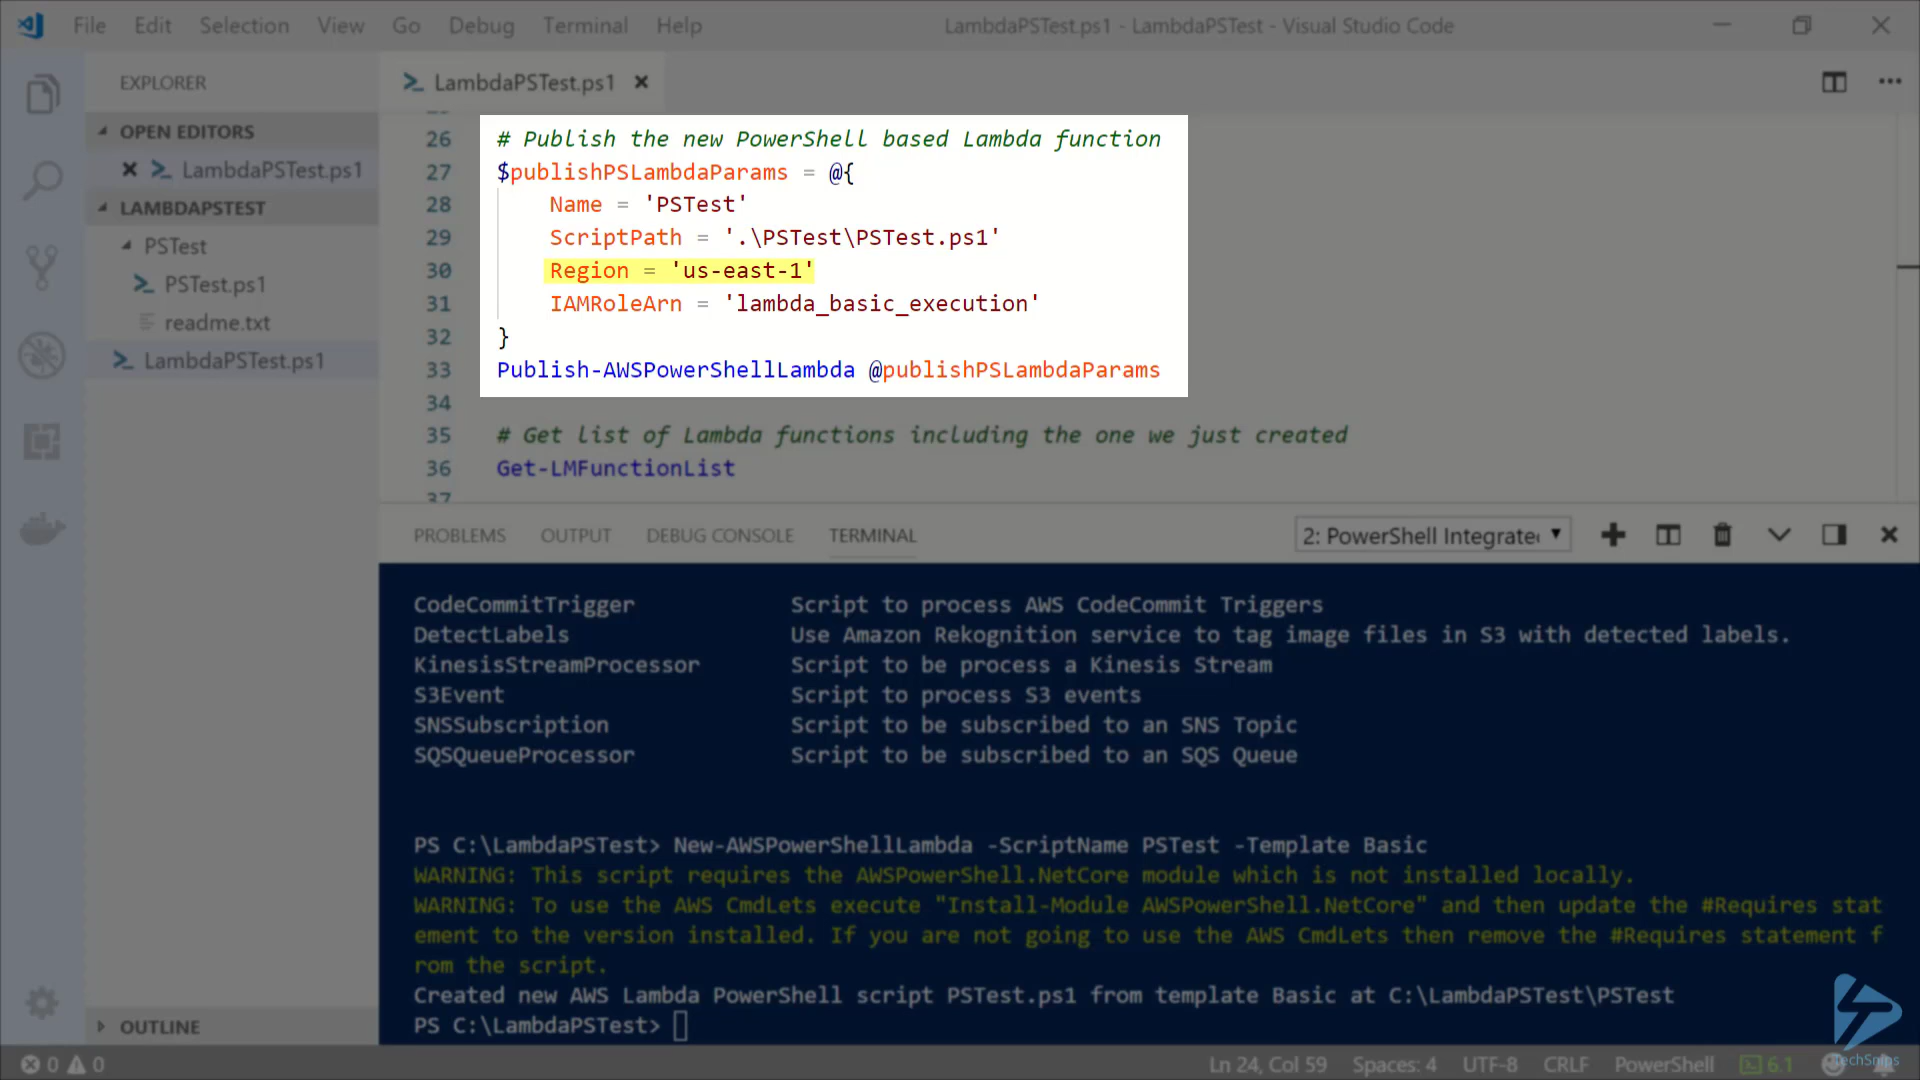 File Edit Selection View Go Debug Terminal Help LambdaPSTest.ps1 - LambdaPSTest - Visual Studio Code
EXPLORER
OPEN EDITORS
LambdaPSTest.ps1
LAMBDAPSTEST
PSTest
PSTest.ps1
readme.txt
LambdaPSTest.ps1
OUTLINE
LambdaPSTest.ps1
26 # Publish the new PowerShell based Lambda function
27 $publishPSLambdaParams = @{
28 Name = 'PSTest'
29 ScriptPath = '.\PSTest\PSTest.ps1'
30 Region = 'us-east-1'
31 IAMRoleArn = 'lambda_basic_execution'
32 }
33 Publish-AWSPowerShellLambda @publishPSLambdaParams
34
35 # Get list of Lambda functions including the one we just created
36 Get-LMFunctionList
37
PROBLEMS OUTPUT DEBUG CONSOLE TERMINAL 2: PowerShell Integrate
CodeCommitTrigger Script to process AWS CodeCommit Triggers
DetectLabels Use Amazon Rekognition service to tag image files in S3 with detected labels.
KinesisStreamProcessor Script to be process a Kinesis Stream
S3Event Script to process S3 events
SNSSubscription Script to be subscribed to an SNS Topic
SQSQueueProcessor Script to be subscribed to an SQS Queue
PS C:\LambdaPSTest> New-AWSPowerShellLambda -ScriptName PSTest -Template Basic
WARNING: This script requires the AWSPowerShell.NetCore module which is not installed locally.
WARNING: To use the AWS CmdLets execute "Install-Module AWSPowerShell.NetCore" and then update the #Requires stat
ement to the version installed. If you are not going to use the AWS CmdLets then remove the #Requires statement f
rom the script.
Created new AWS Lambda PowerShell script PSTest.ps1 from template Basic at C:\LambdaPSTest\PSTest
PS C:\LambdaPSTest>
0 0 Ln 24, Col 59 Spaces: 4 UTF-8 CRLF PowerShell 6.1
TechSnips